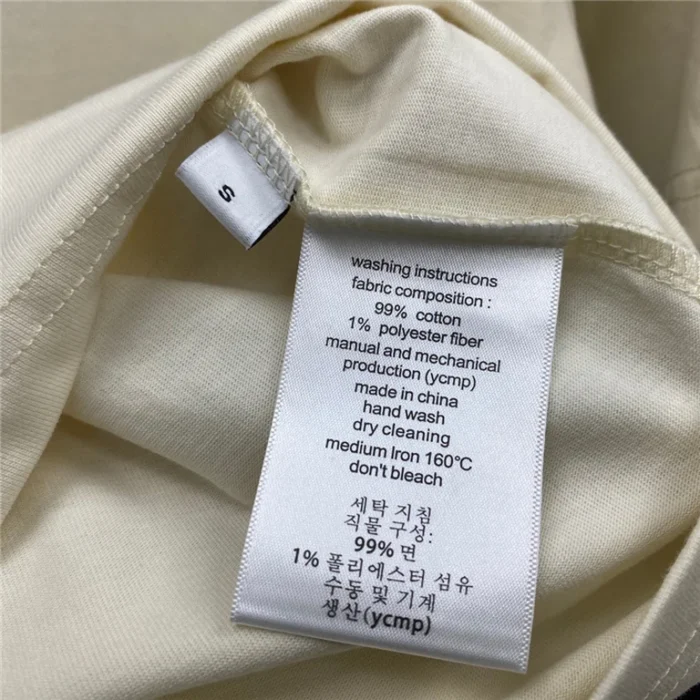 S
washing instructions
fabric composition :
99% cotton
1% polyester fiber
manual and mechanical
production (ycmp)
made in china
hand wash
dry cleaning
medium Iron 160°C
don't bleach
세탁 지침
직물 구성:
99% 면
1% 폴리에스터 섬유
수동 및 기계
생산(ycmp)